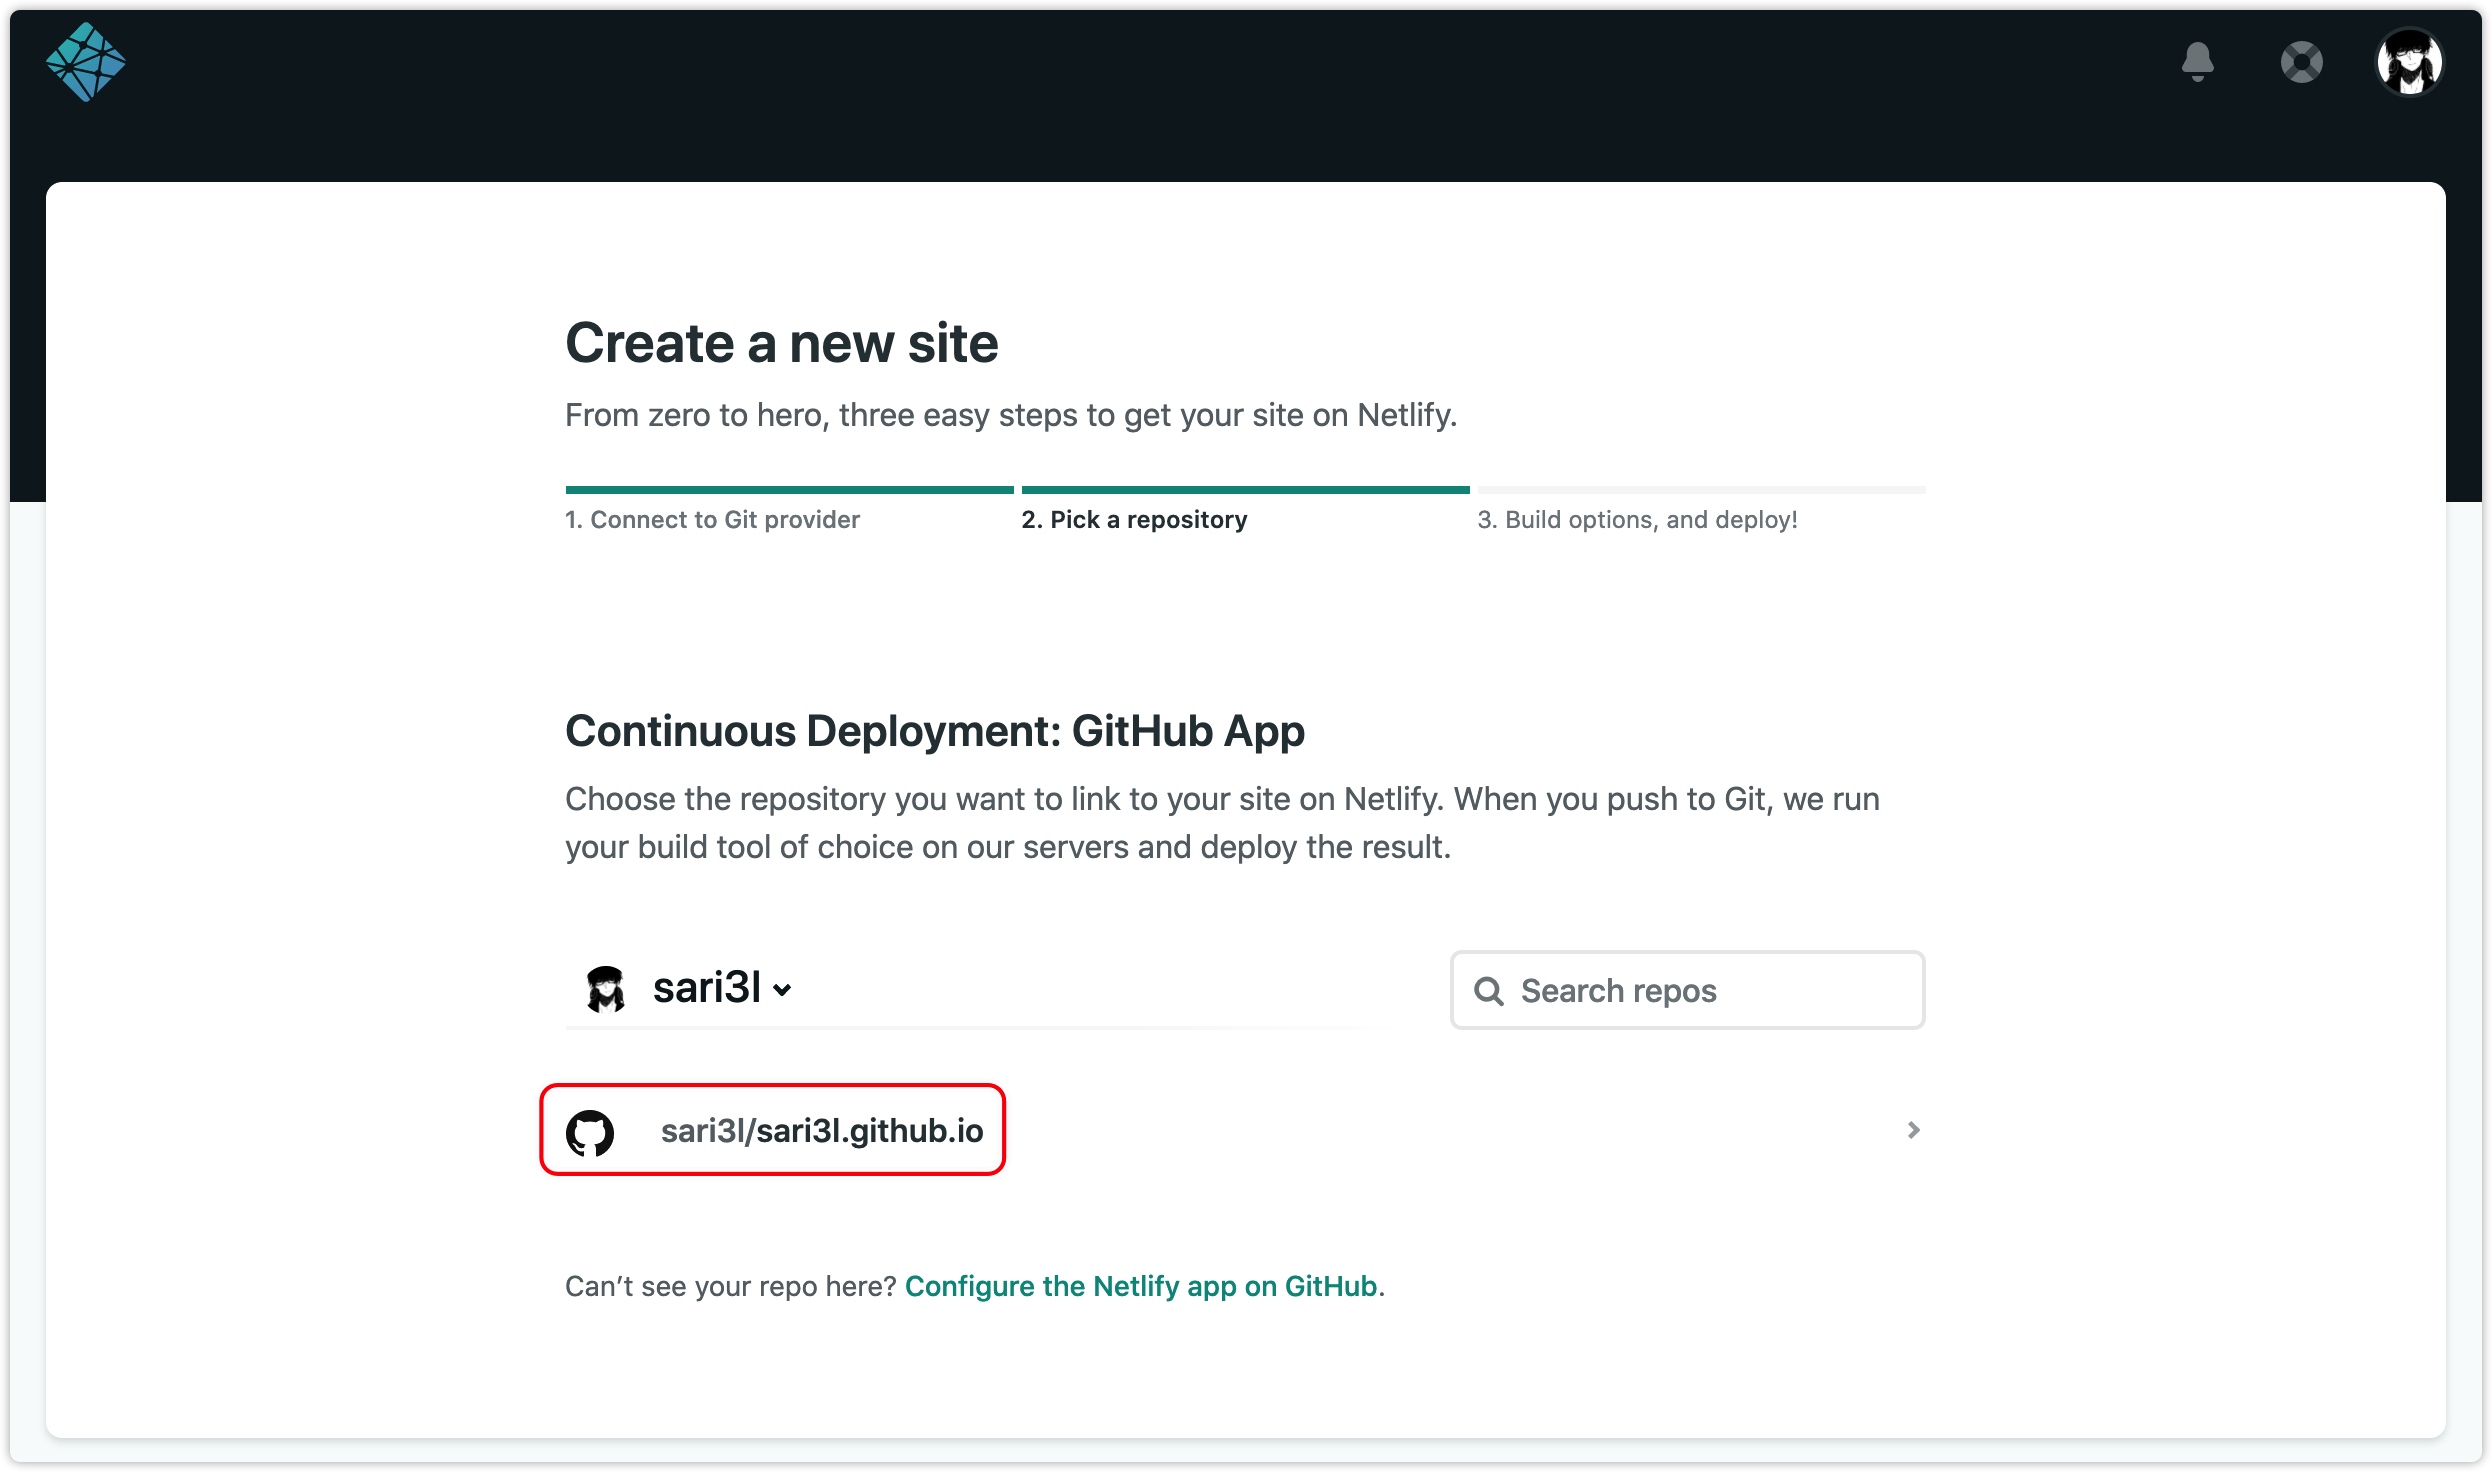 Create a new site
From zero to hero, three easy steps to get your site on Netlify.
1. Connect to Git provider
2. Pick a repository
3. Build options, and deploy!
Continuous Deployment: GitHub App
Choose the repository you want to link to your site on Netlify. When you push to Git, we run
your build tool of choice on our servers and deploy the result.
sari3l
Search repos
sari3l/sari3l.github.io
Can’t see your repo here? Configure the Netlify app on GitHub.